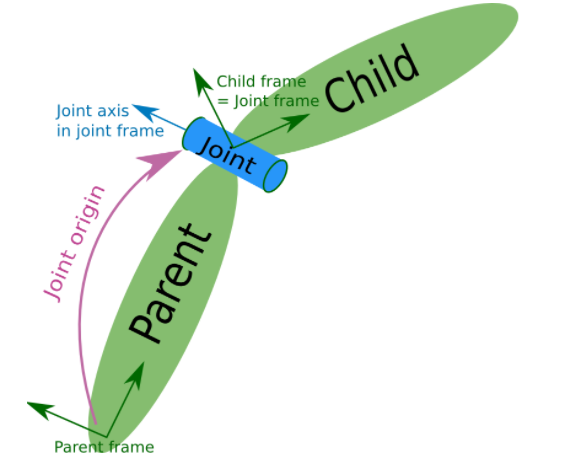 Child frame
= Joint frame
Child
Joint axis
in joint frame
Joint
Joint origin
Parent
Parent frame